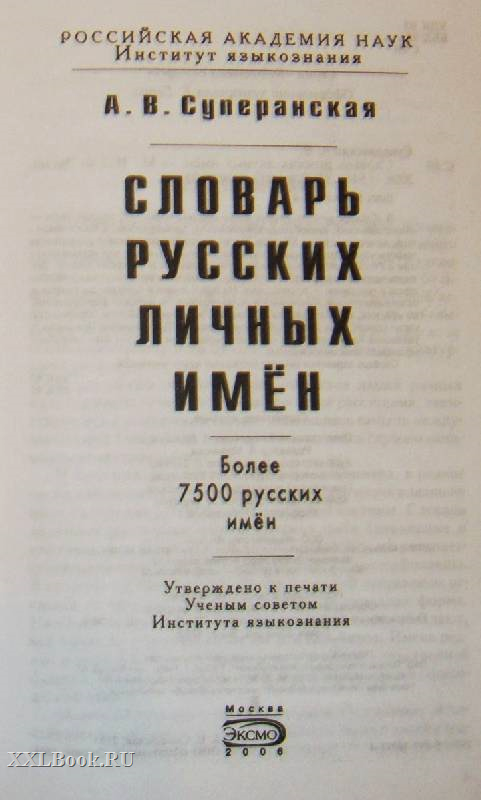 РОССИЙСКАЯ АКАДЕМИЯ НАУК
Институт языкознания
А. В. Суперанская
СЛОВАРЬ
РУССКИХ
ЛИЧНЫХ
ИМЁН
Более
7500 русских
имён
Утверждено к печати
Ученым советом
Института языкознания
Москва
ЭКСМО
2006
XXLBook.RU